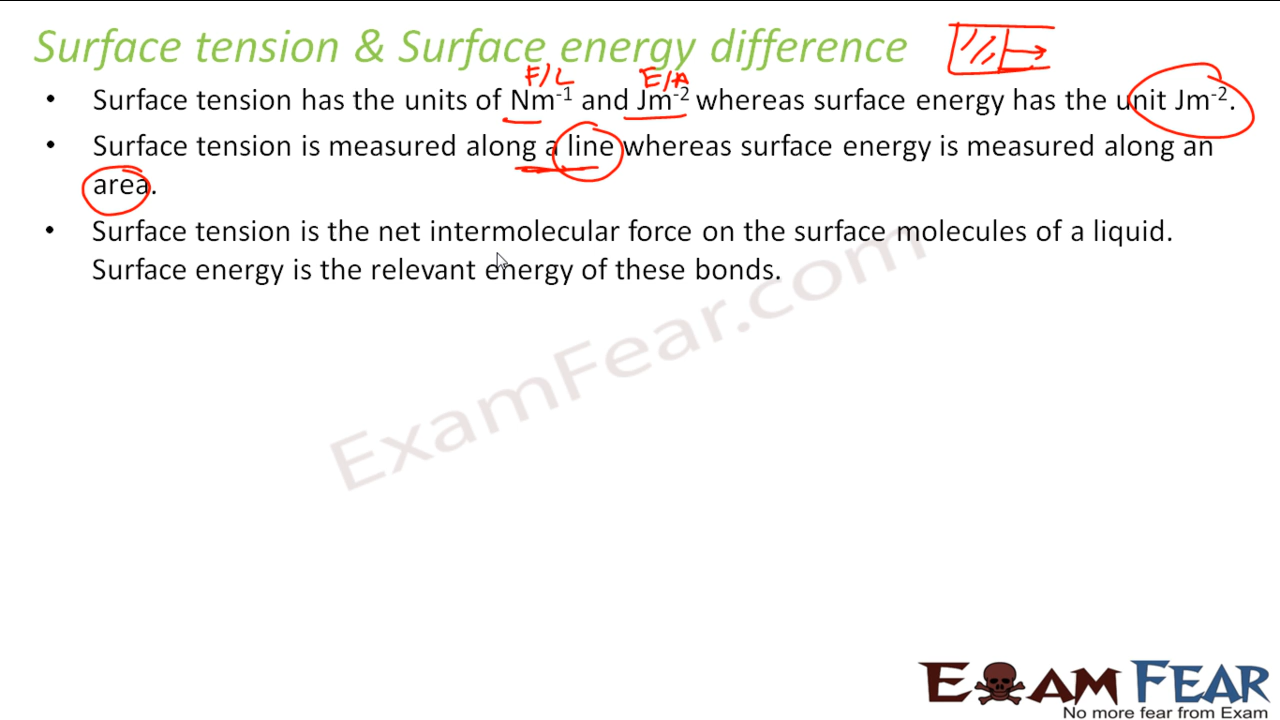 Surface tension & Surface energy difference
F/L E/A
• Surface tension has the units of Nm⁻¹ and Jm⁻² whereas surface energy has the unit Jm⁻².
• Surface tension is measured along a line whereas surface energy is measured along an
area.
• Surface tension is the net intermolecular force on the surface molecules of a liquid.
Surface energy is the relevant energy of these bonds.
ExamFear.com
EXAM FEAR
No more fear from Exam